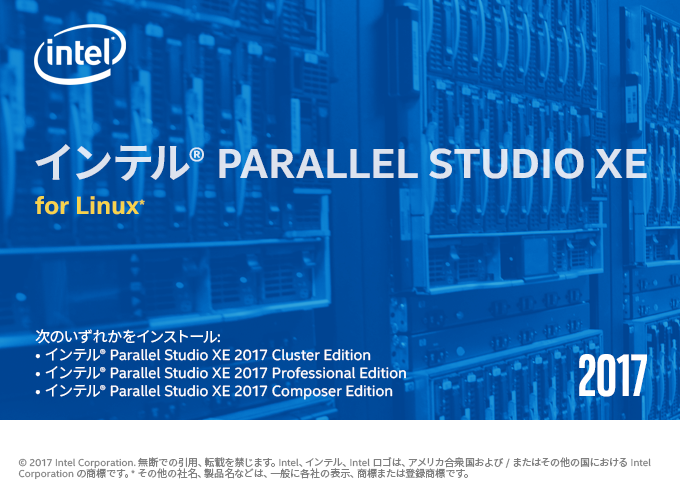 intel
インテル® PARALLEL STUDIO XE
for Linux*
次のいずれかをインストール:
• インテル® Parallel Studio XE 2017 Cluster Edition
• インテル® Parallel Studio XE 2017 Professional Edition
• インテル® Parallel Studio XE 2017 Composer Edition
2017
© 2017 Intel Corporation. 無断での引用、転載を禁じます。Intel、インテル、Intel ロゴは、アメリカ合衆国および / またはその他の国における Intel
Corporation の商標です。* その他の社名、製品名などは、一般に各社の表示、商標または登録商標です。